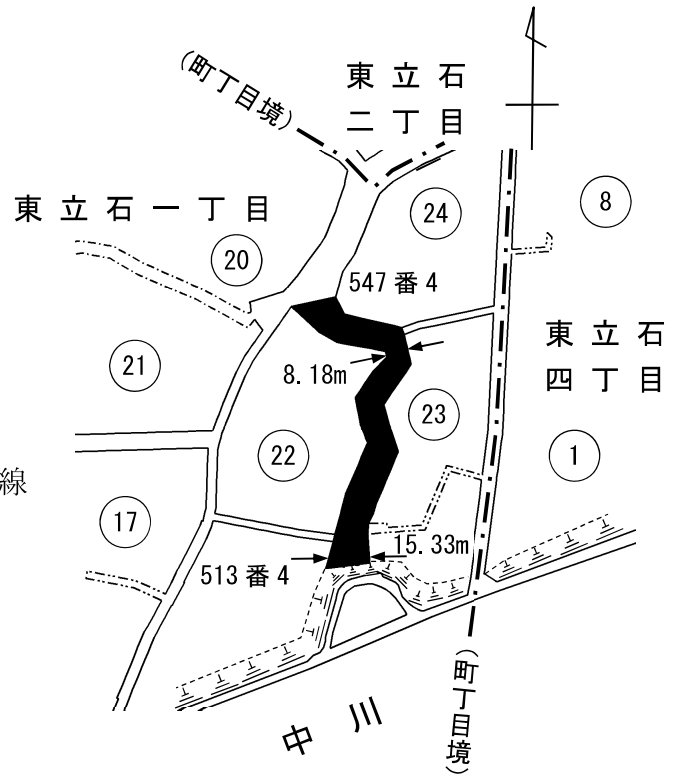 (町丁目境)
東立石
二丁目
東立石一丁目
24
8
20
547番4
東立石
四丁目
21
8.18m
23
22
1
線
17
15.33m
513番4
(町丁目境)
中川